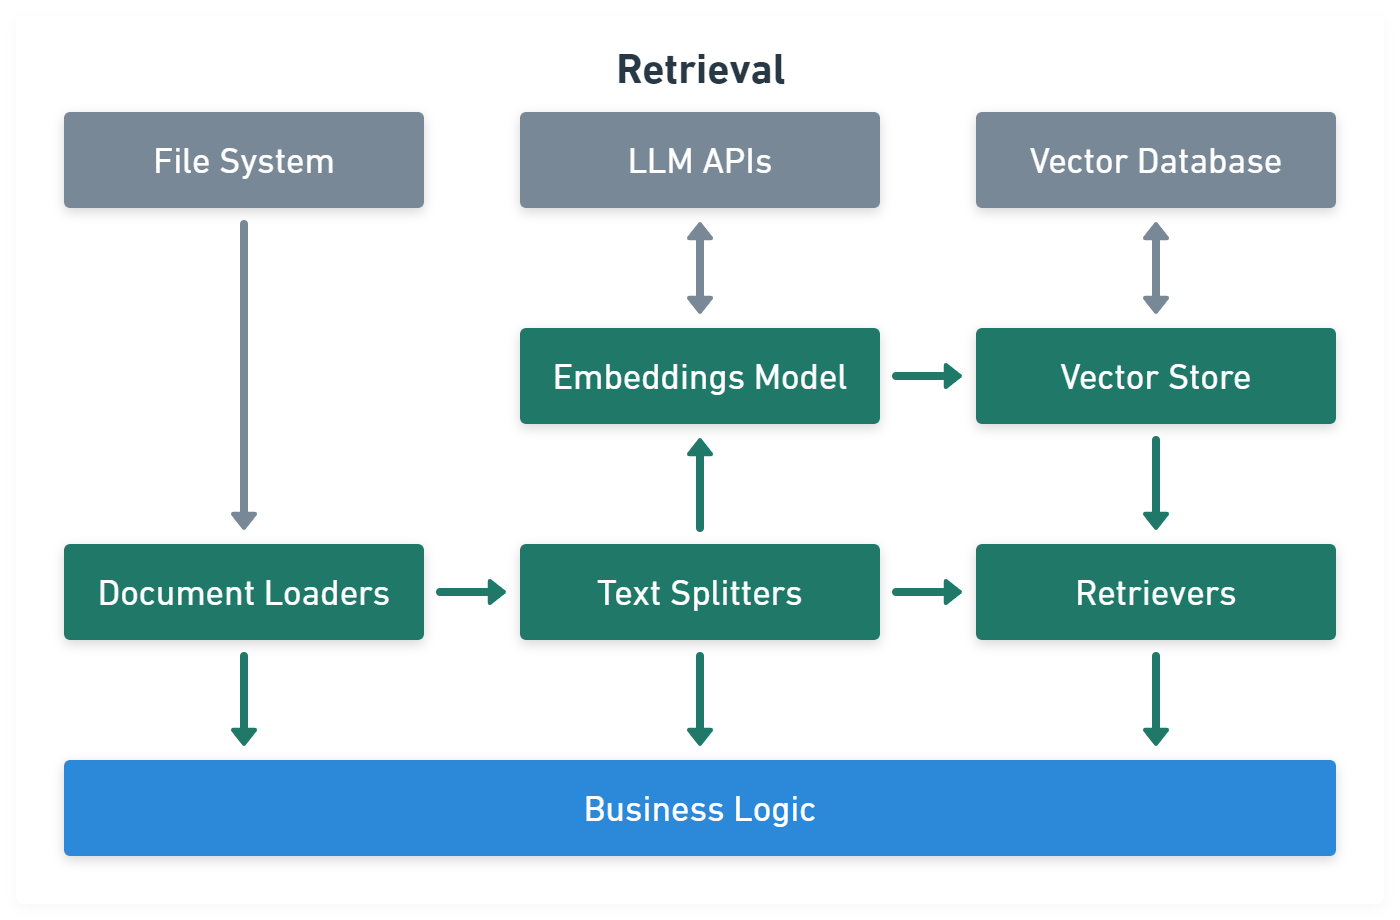 Retrieval
File System
LLM APIs
Vector Database
Embeddings Model
Vector Store
Document Loaders
Text Splitters
Retrievers
Business Logic